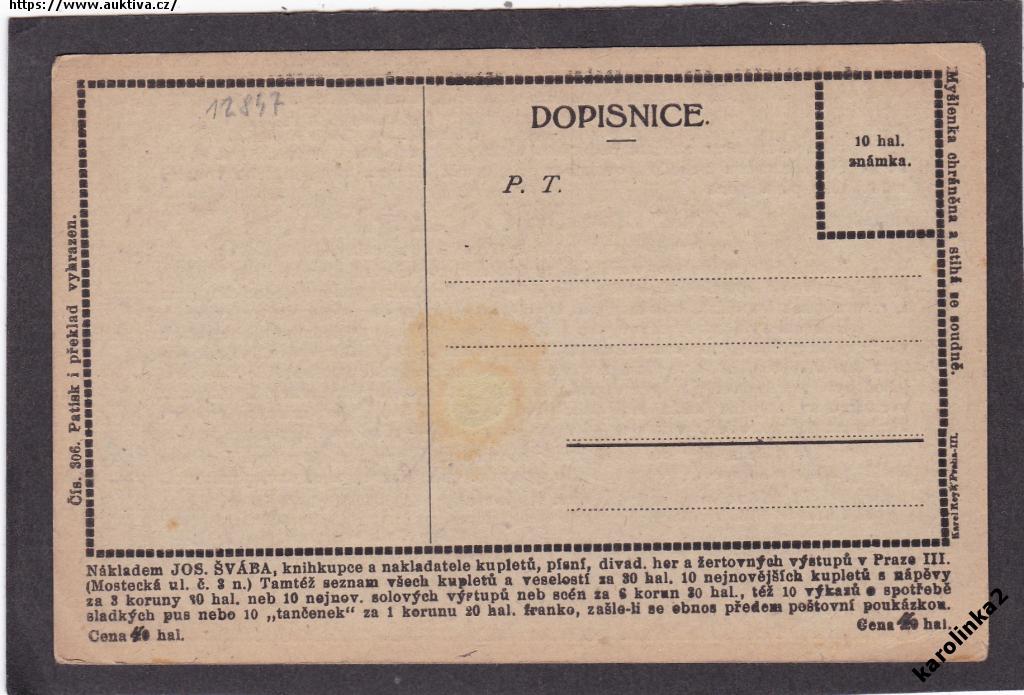 https://www.auktiva.cz/
12847
DOPISNICE.
P. T.
10 hal.
známka.
Myšlenka chráněna a stíhá se soudně.
Karel Keyř Praha-III.
Čís. 306. Patisk i překlad vyhrazen.
Nákladem JOS. ŠVÁBA, knihkupce a nakladatele kupletů, písní, divad. her a žertovných výstupů v Praze III.
(Mostecká ul. č. 3 n.) Tamtéž seznam všech kupletů a veselostí za 30 hal. 10 nejnovějších kupletů s nápěvy
za 3 koruny 20 hal. neb 10 nejnov. solových výstupů neb scén za 6 korun 30 hal., též 10 výkazů o spotřebě
sladkých pus nebo 10 „tančenek“ za 1 korunu 20 hal. franko, zašle-li se obnos předem poštovní poukázkou.
Cena hal.
Cena hal.
karolinka2